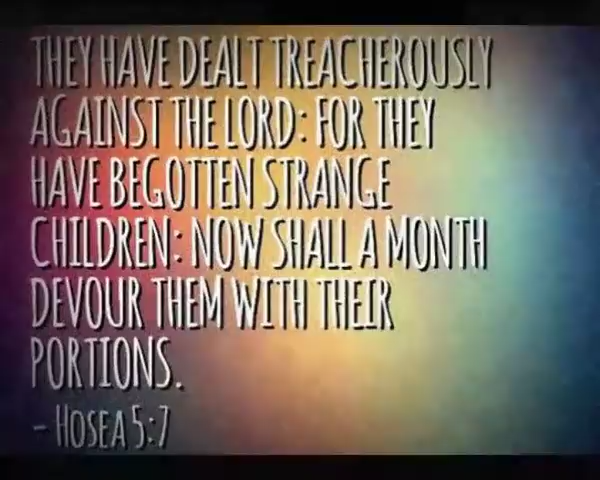 THEY HAVE DEALT TREACHEROUSLY
AGAINST THE LORD: FOR THEY
HAVE BEGOTTEN STRANGE
CHILDREN: NOW SHALL A MONTH
DEVOUR THEM WITH THEIR
PORTIONS.
- HOSEA 5:7